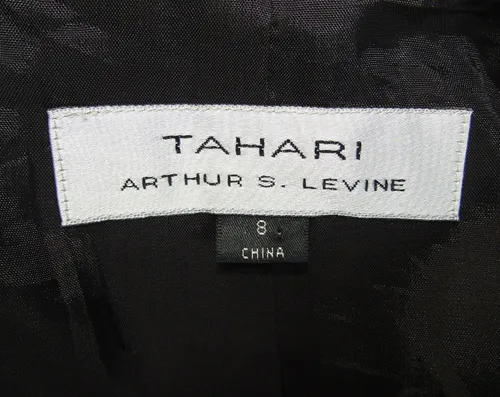 TAHARI
ARTHUR S. LEVINE
8
CHINA